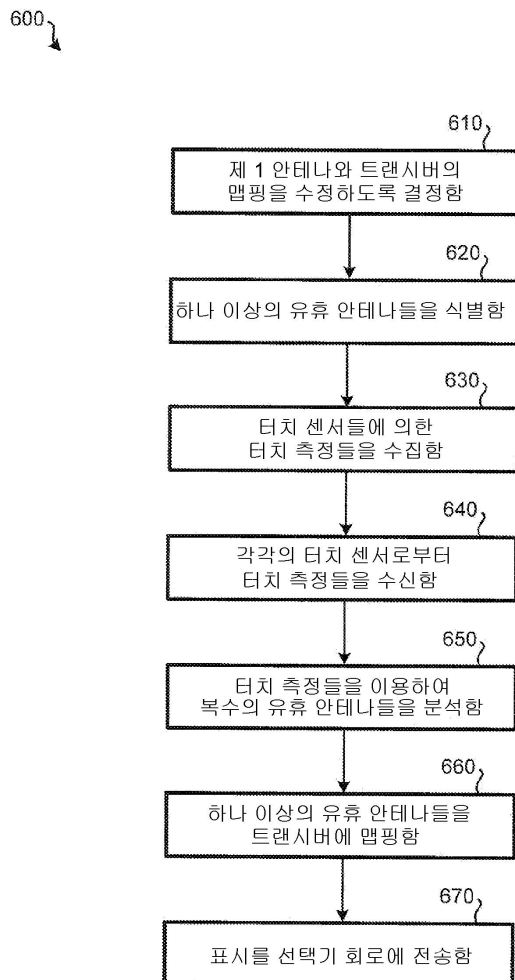 600
610
제 1 안테나와 트랜시버의
맵핑을 수정하도록 결정함
620
하나 이상의 유휴 안테나들을 식별함
630
터치 센서들에 의한
터치 측정들을 수집함
640
각각의 터치 센서로부터
터치 측정들을 수신함
650
터치 측정들을 이용하여
복수의 유휴 안테나들을 분석함
660
하나 이상의 유휴 안테나들을
트랜시버에 맵핑함
670
표시를 선택기 회로에 전송함